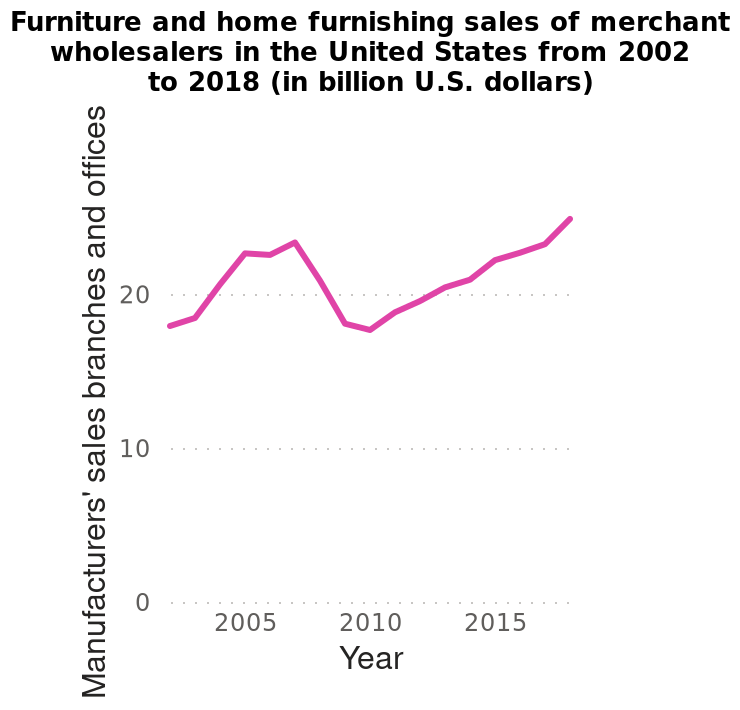 Furniture and home furnishing sales of merchant
wholesalers in the United States from 2002
to 2018 (in billion U.S. dollars)
Manufacturers' sales branches and offices
20
10
0
2005 2010 2015
Year